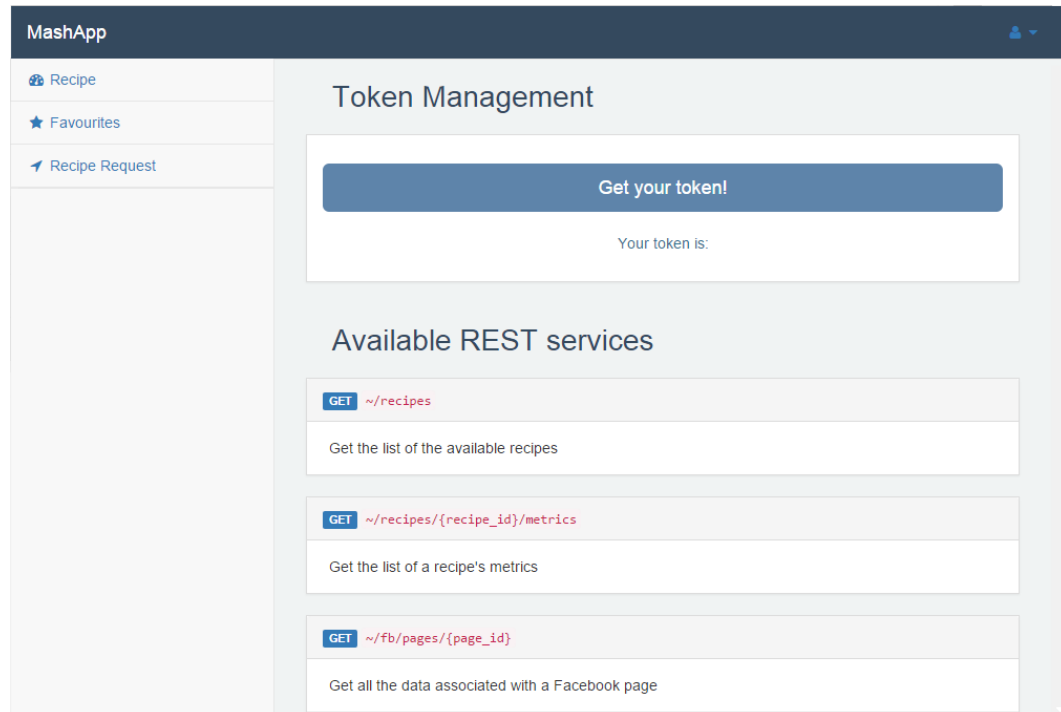 MashApp
Recipe
Favourites
Recipe Request
Token Management
Get your token!
Your token is:
Available REST services
GET ~/recipes
Get the list of the available recipes
GET ~/recipes/{recipe_id}/metrics
Get the list of a recipe's metrics
GET ~/fb/pages/{page_id}
Get all the data associated with a Facebook page